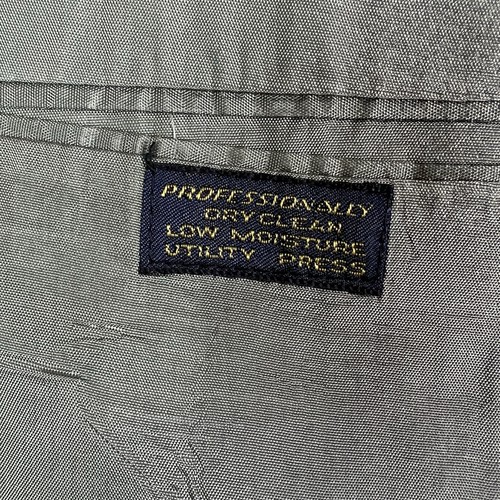 PROFESSIONALLY
DRY CLEAN
LOW MOISTURE
UTILITY PRESS